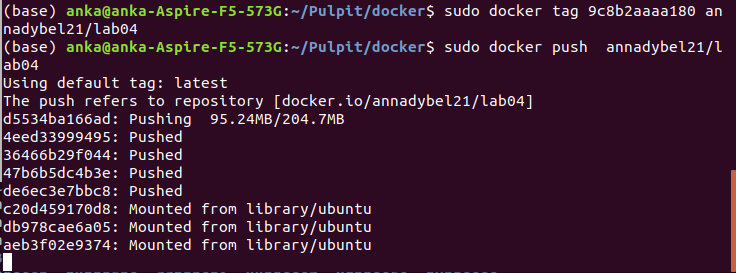 (base) anka@anka-Aspire-F5-573G:~/Pulpit/docker$ sudo docker tag 9c8b2aaaa180 an
nadybel21/lab04
(base) anka@anka-Aspire-F5-573G:~/Pulpit/docker$ sudo docker push  annadybel21/l
ab04
Using default tag: latest
The push refers to repository [docker.io/annadybel21/lab04]
d5534ba166ad: Pushing  95.24MB/204.7MB
4eed33999495: Pushed
36466b29f044: Pushed
47b6b5dc4b3e: Pushed
de6ec3e7bbc8: Pushed
c20d459170d8: Mounted from library/ubuntu
db978cae6a05: Mounted from library/ubuntu
aeb3f02e9374: Mounted from library/ubuntu